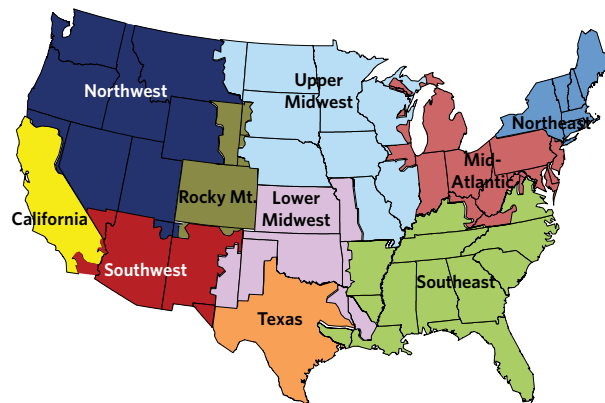 Upper
Midwest
Northwest
Northeast
Mid-
Atlantic
Rocky Mt.
Lower
Midwest
California
Southwest
Southeast
Texas